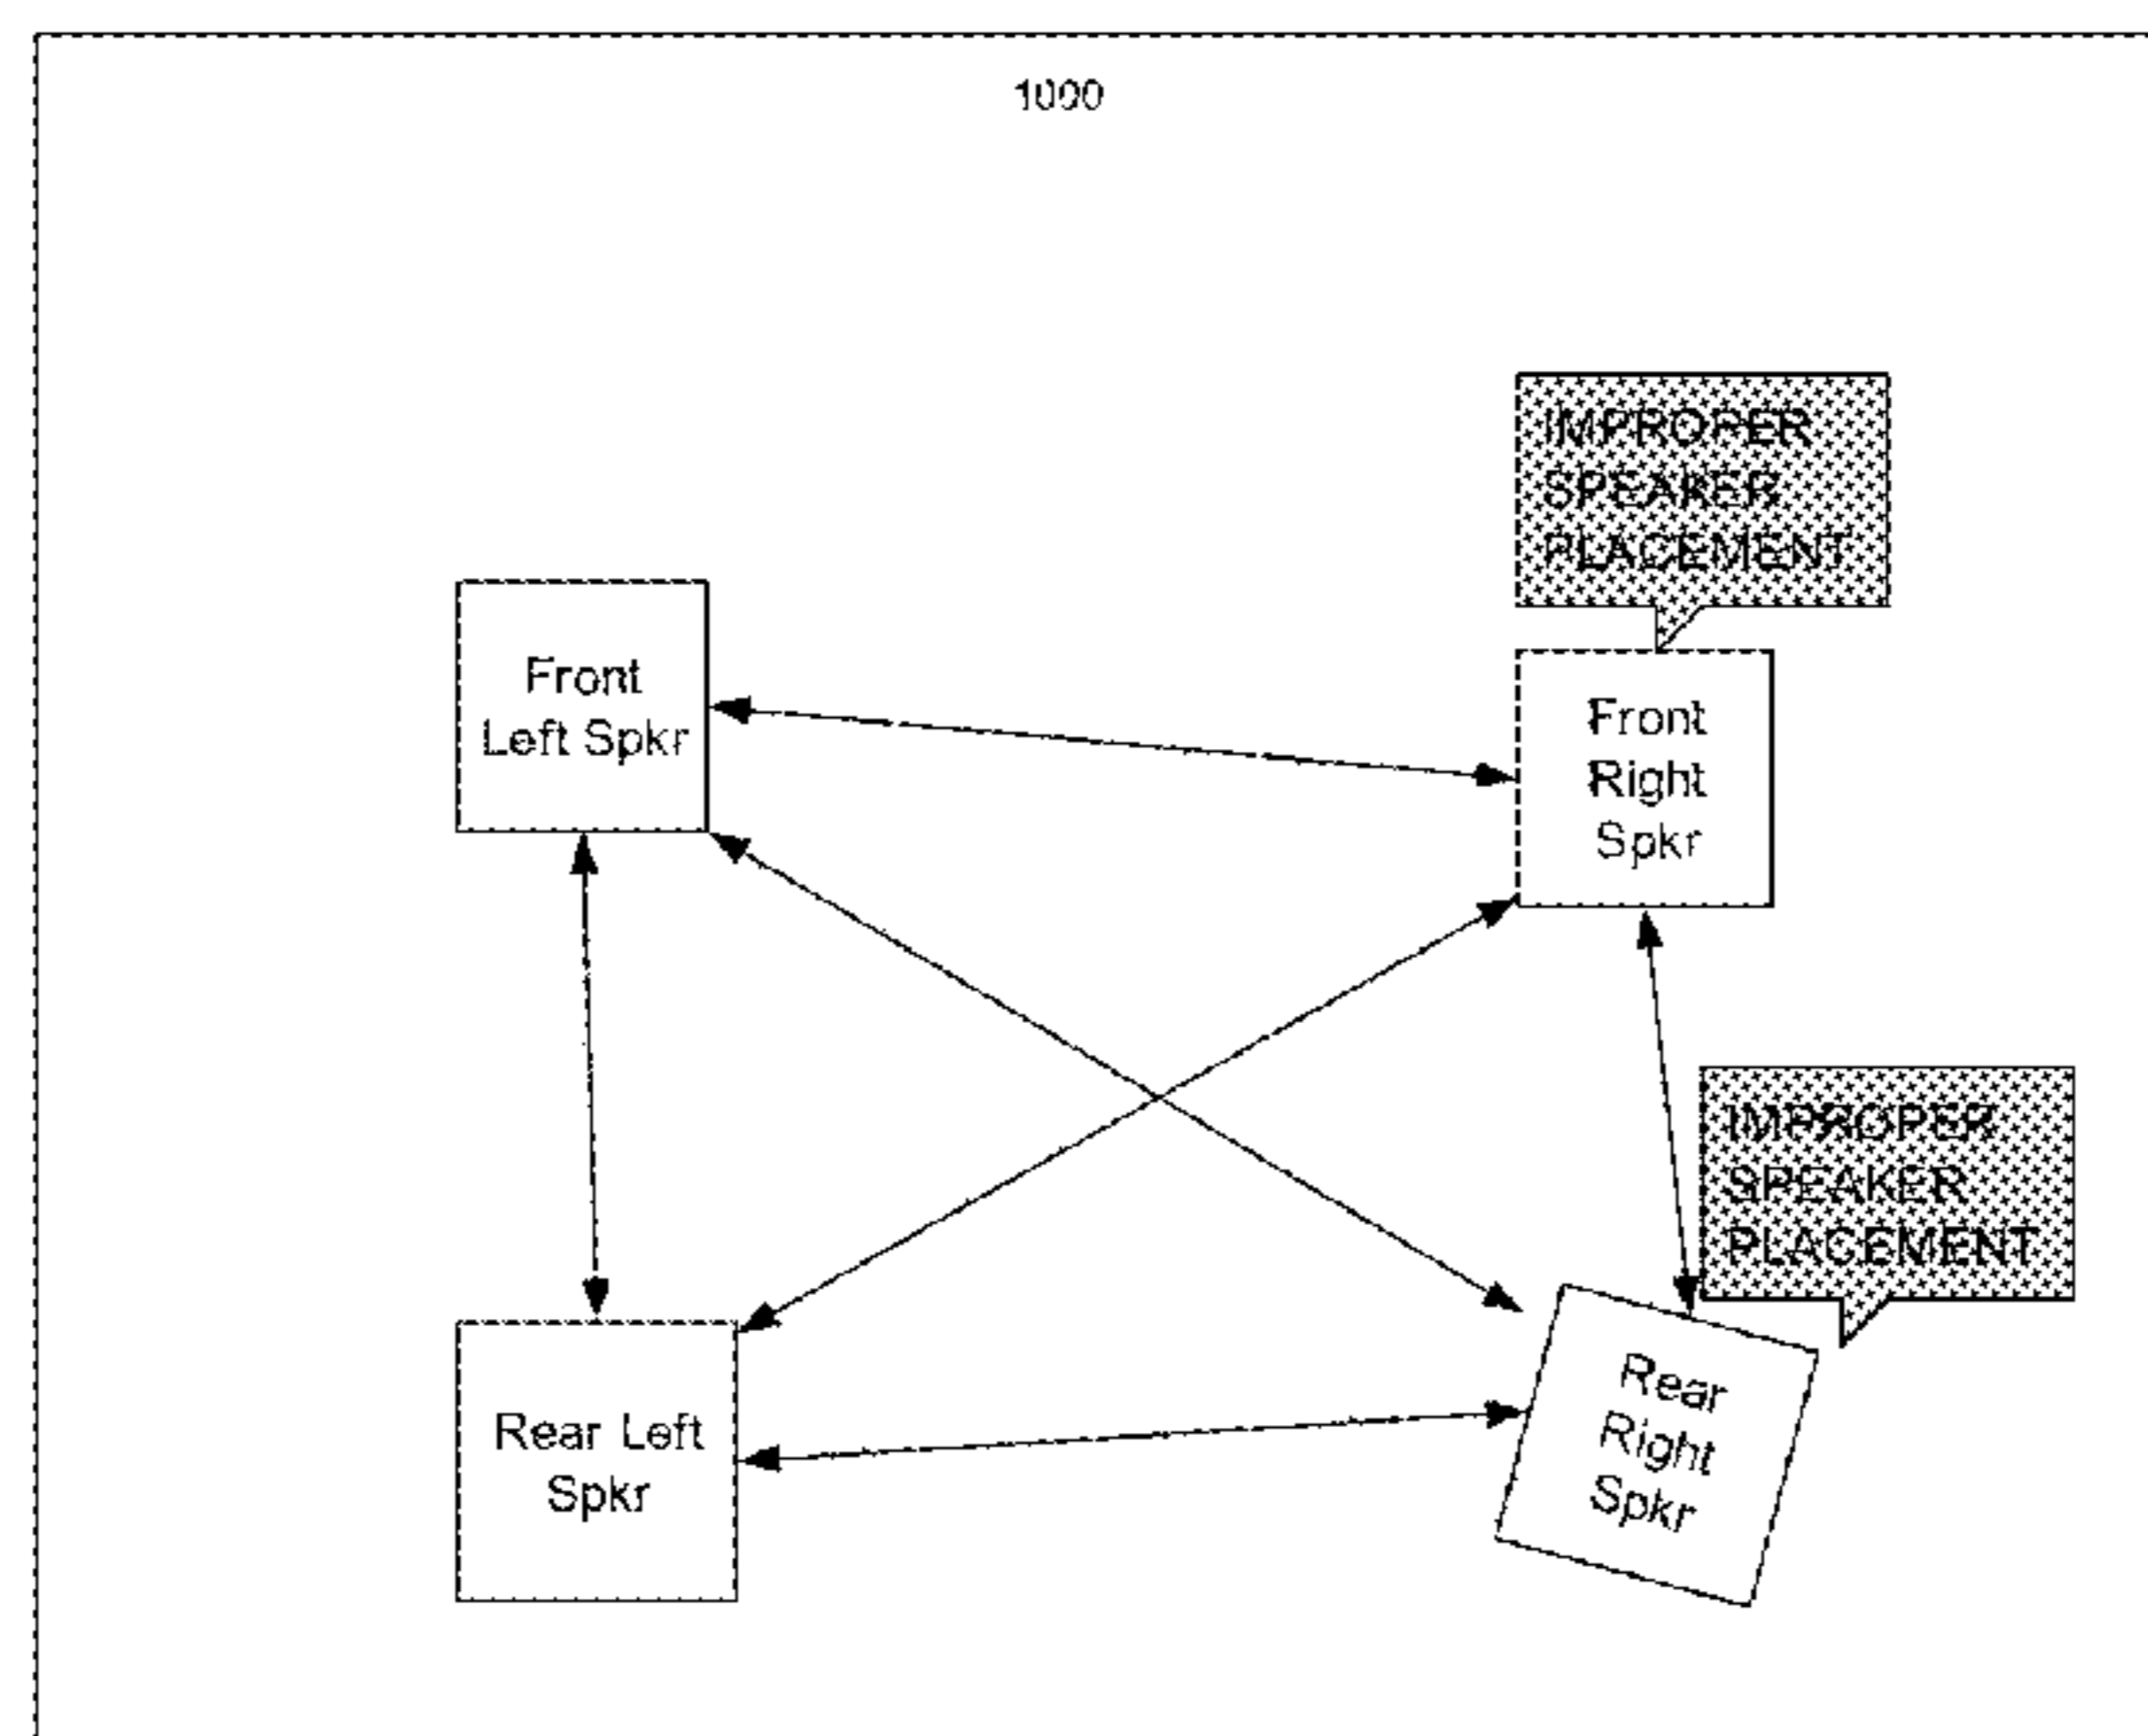 1000
IMPROPER
SPEAKER
PLACEMENT
Front
Left Spkr
Front
Right
Spkr
IMPROPER
SPEAKER
PLACEMENT
Rear Left
Spkr
Rear
Right
Spkr